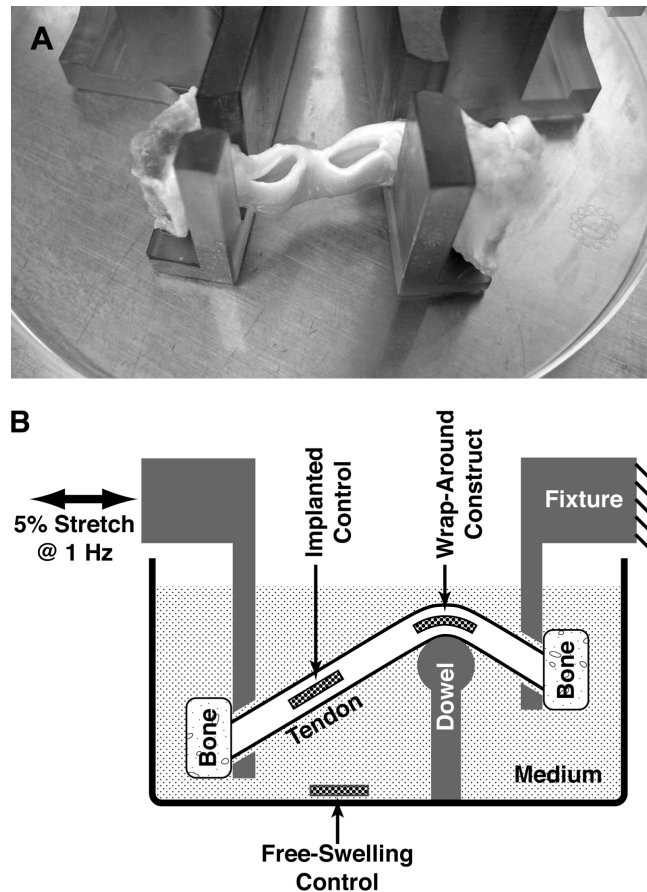 A
B
5% Stretch
@ 1 Hz
Implanted
Control
Wrap-Around
Construct
Fixture
Bone
Tendon
Dowel
Bone
Medium
Free-Swelling
Control